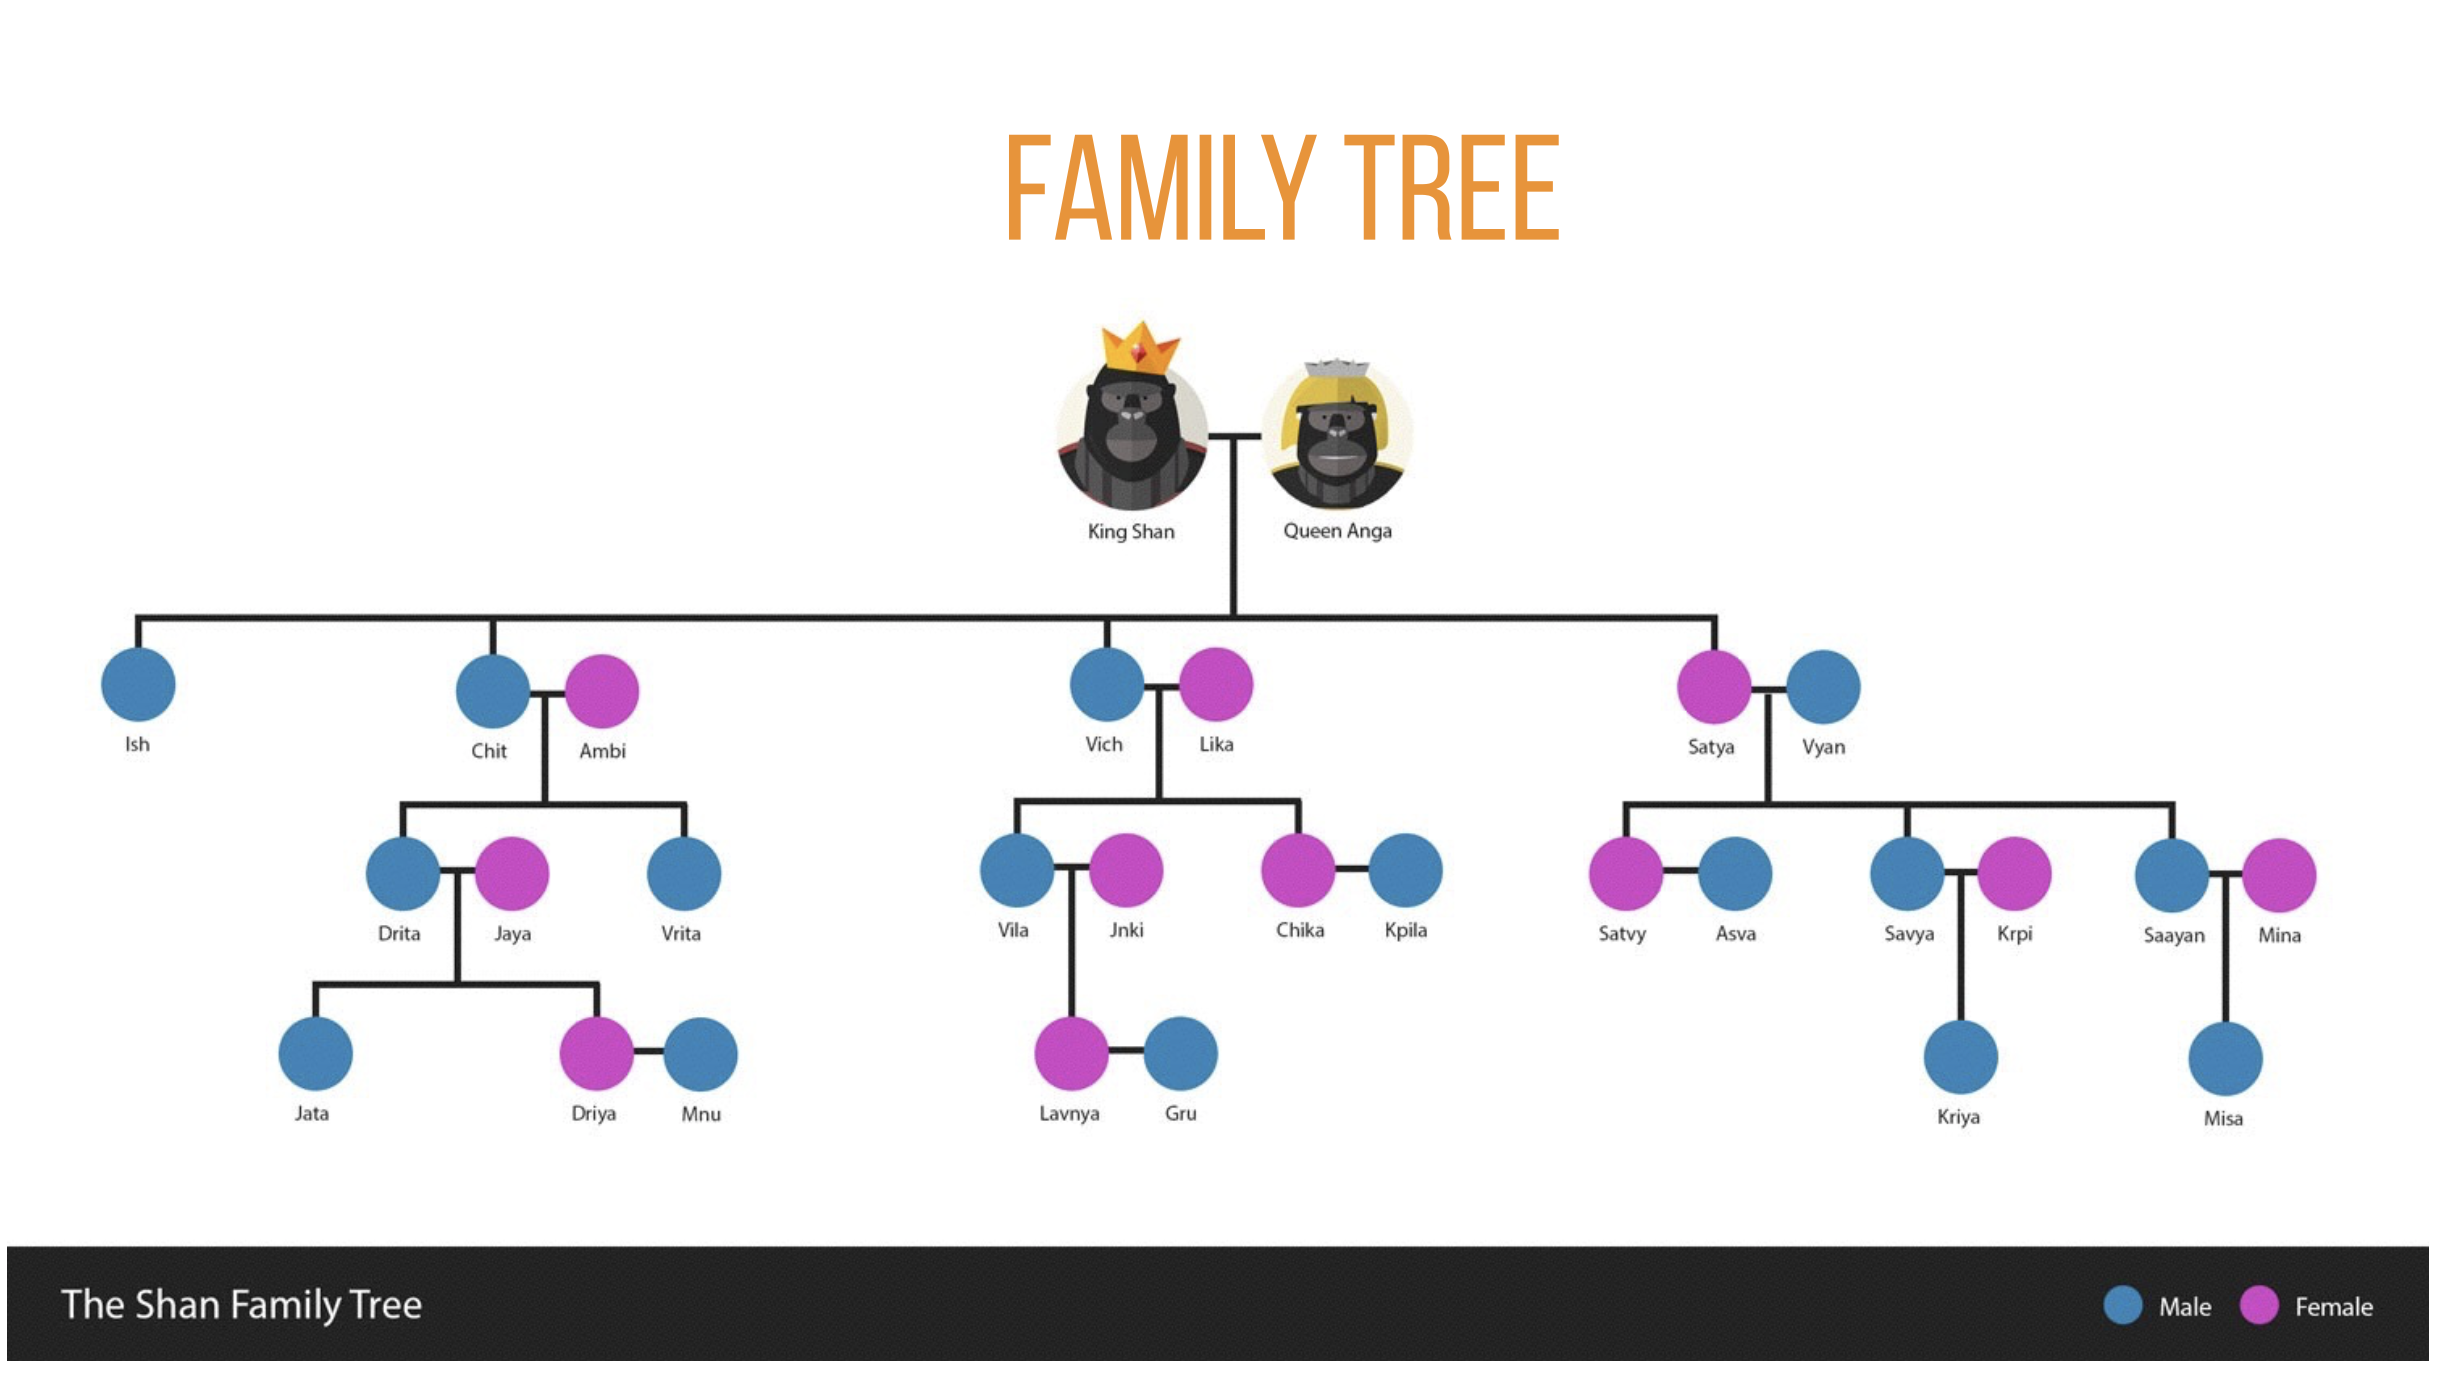 FAMILY TREE
King Shan
Queen Anga
Ish
Chit
Ambi
Vich
Lika
Satya
Vyan
Drita
Jaya
Vrita
Vila
Jnki
Chika
Kpila
Satvy
Asva
Savya
Krpi
Saayan
Mina
Jata
Driya
Mnu
Lavnya
Gru
Kriya
Misa
The Shan Family Tree
Male
Female